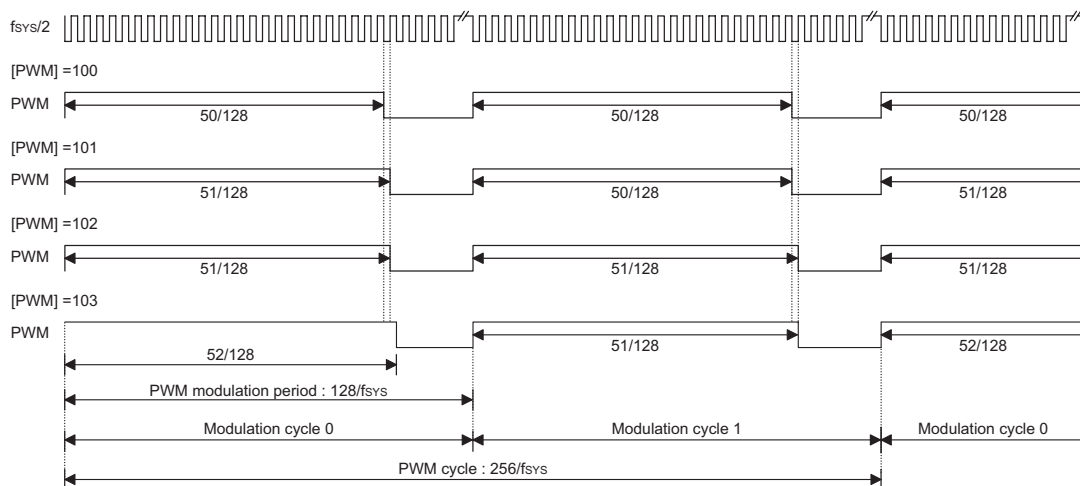 fSYS/2
[PWM] =100
PWM
50/128 50/128 50/128
[PWM] =101
PWM
51/128 50/128 51/128
[PWM] =102
PWM
51/128 51/128 51/128
[PWM] =103
PWM
52/128 51/128 52/128
PWM modulation period : 128/fSYS
Modulation cycle 0 Modulation cycle 1 Modulation cycle 0
PWM cycle : 256/fSYS